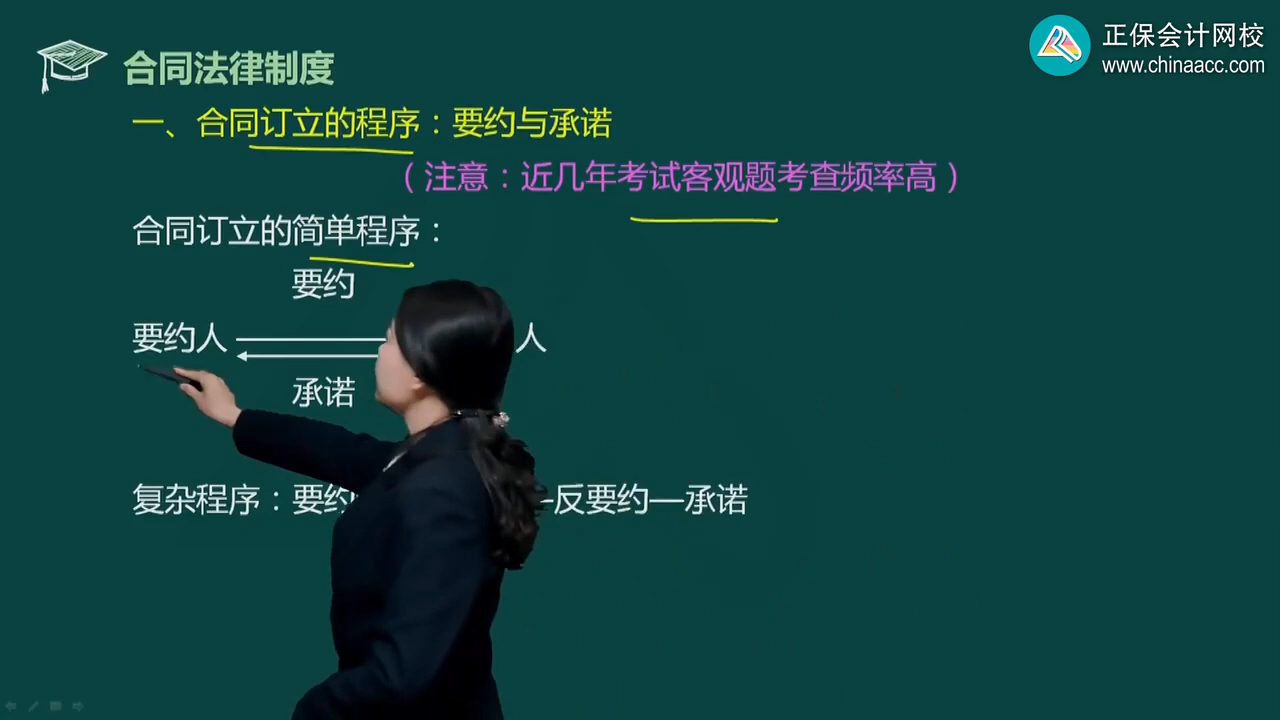 正保会计网校
www.chinaacc.com
合同法律制度
一、合同订立的程序：要约与承诺
（注意：近几年考试客观题考查频率高）
合同订立的简单程序：
要约
要约人 人
承诺
复杂程序：要约 —反要约—承诺